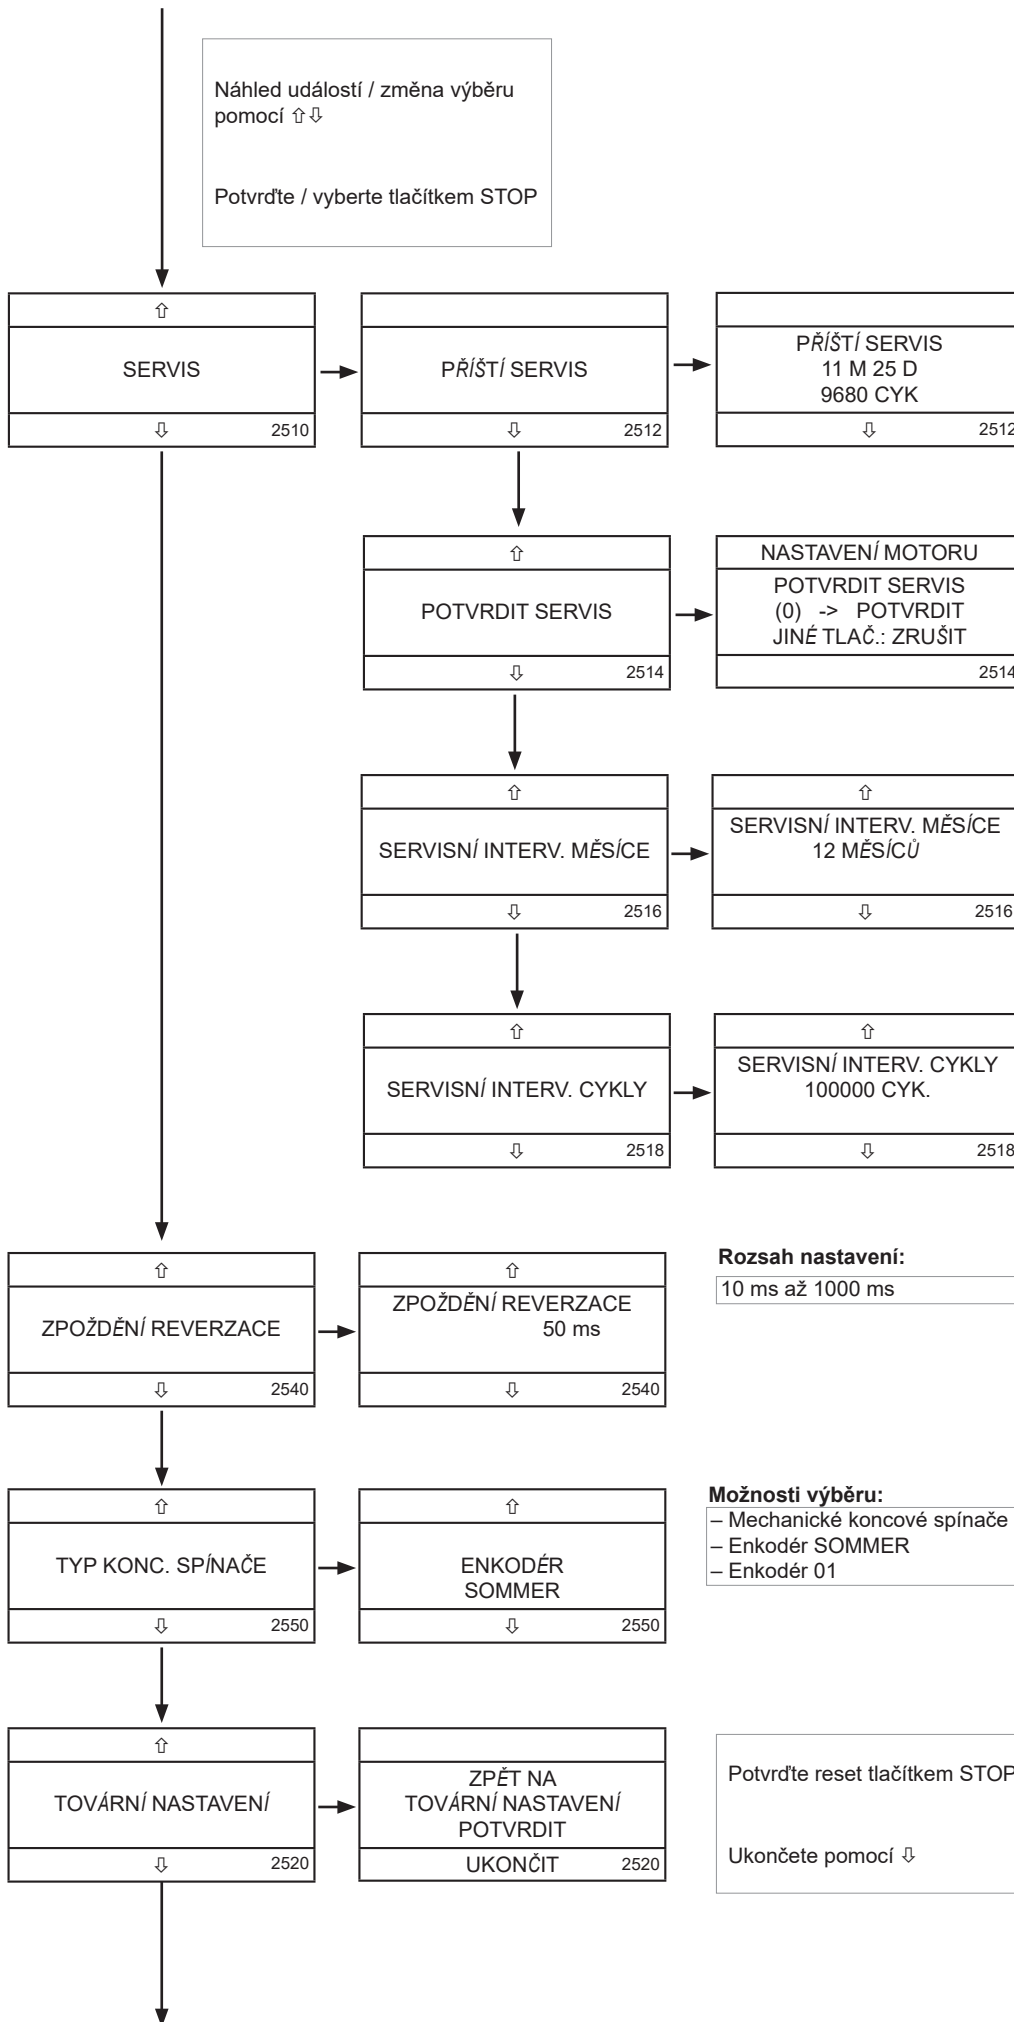 Náhled událostí / změna výběru
pomocí ⇧⇩
Potvrďte / vyberte tlačítkem STOP
⇧
SERVIS
⇩ 2510
PŘÍŠTÍ SERVIS
⇩ 2512
PŘÍŠTÍ SERVIS
11 M 25 D
9680 CYK
⇩ 2512
⇧
POTVRDIT SERVIS
⇩ 2514
NASTAVENÍ MOTORU
POTVRDIT SERVIS
(0) -> POTVRDIT
JINÉ TLAČ.: ZRUŠIT
2514
⇧
SERVISNÍ INTERV. MĚSÍCE
⇩ 2516
⇧
SERVISNÍ INTERV. MĚSÍCE
12 MĚSÍCŮ
⇩ 2516
⇧
SERVISNÍ INTERV. CYKLY
⇩ 2518
⇧
SERVISNÍ INTERV. CYKLY
100000 CYK.
⇩ 2518
⇧
ZPOŽDĚNÍ REVERZACE
⇩ 2540
⇧
ZPOŽDĚNÍ REVERZACE
50 ms
⇩ 2540
Rozsah nastavení:
10 ms až 1000 ms
⇧
TYP KONC. SPÍNAČE
⇩ 2550
⇧
ENKODÉR
SOMMER
⇩ 2550
Možnosti výběru:
– Mechanické koncové spínače
– Enkodér SOMMER
– Enkodér 01
⇧
TOVÁRNÍ NASTAVENÍ
⇩ 2520
ZPĚT NA
TOVÁRNÍ NASTAVENÍ
POTVRDIT
UKONČIT 2520
Potvrďte reset tlačítkem STOP
Ukončete pomocí ⇩